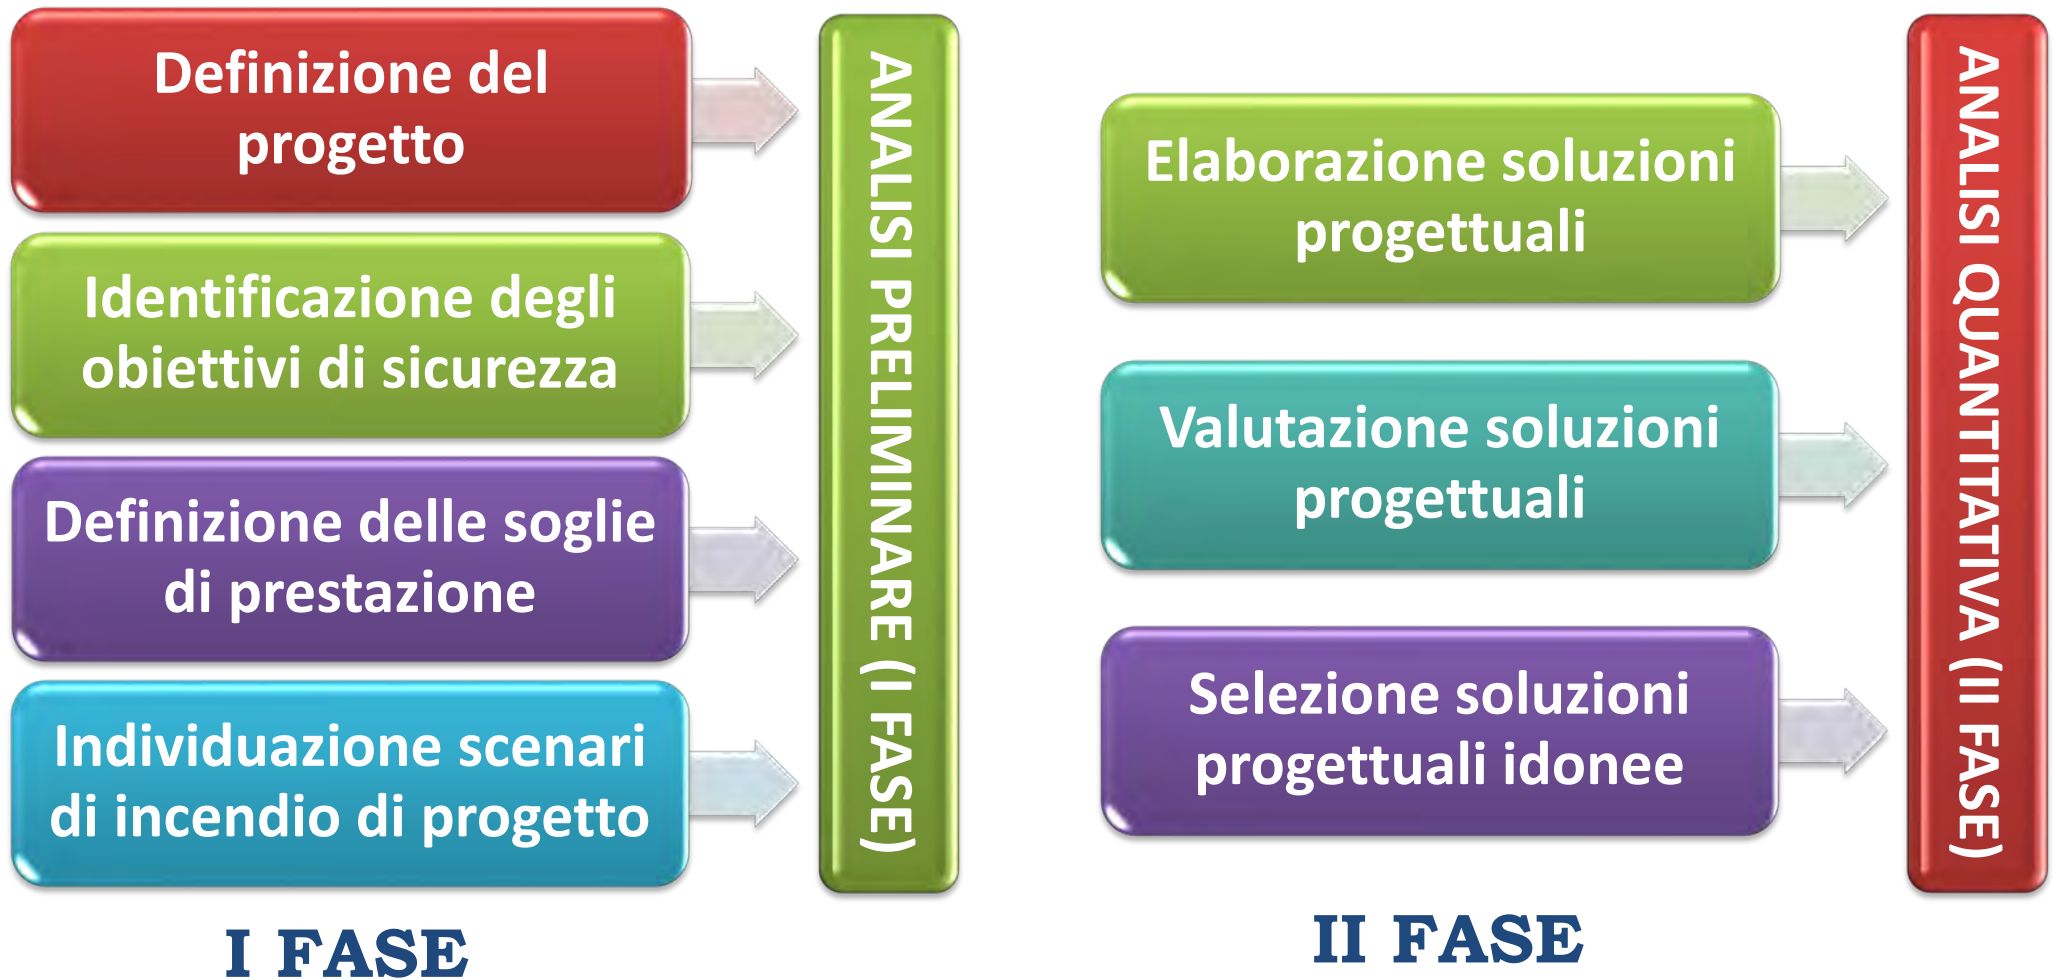 Definizione del
progetto
Identificazione degli
obiettivi di sicurezza
Definizione delle soglie
di prestazione
Individuazione scenari
di incendio di progetto
ANALISI PRELIMINARE (I FASE)
I FASE
Elaborazione soluzioni
progettuali
Valutazione soluzioni
progettuali
Selezione soluzioni
progettuali idonee
ANALISI QUANTITATIVA (II FASE)
II FASE